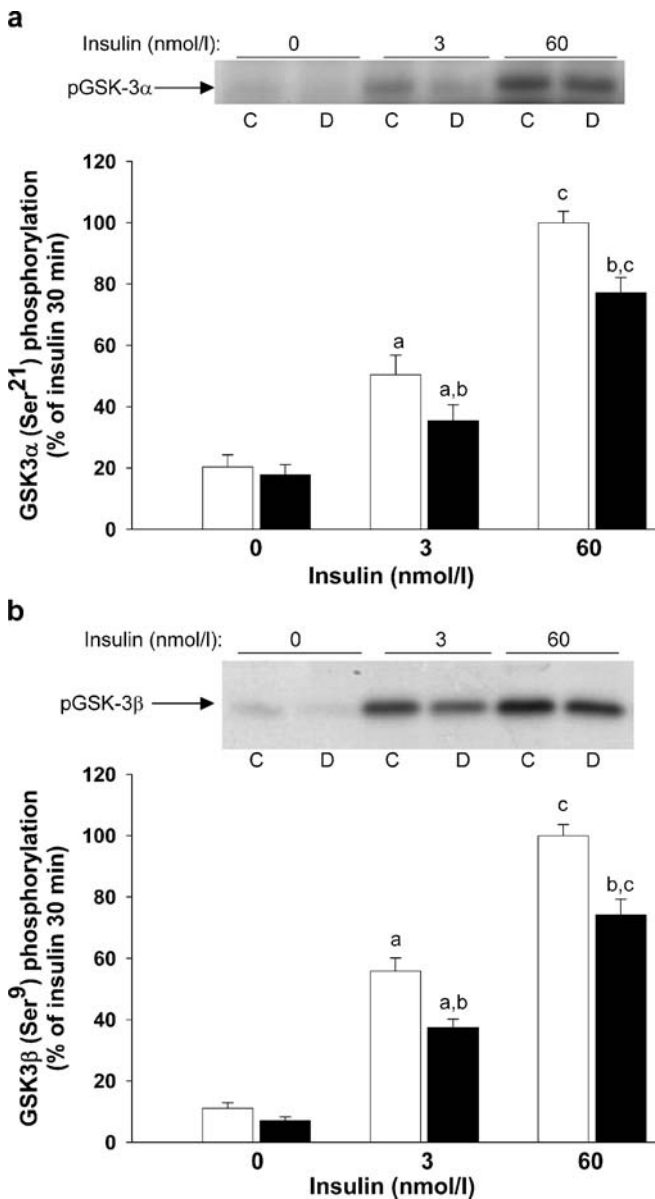 a
Insulin (nmol/l): 0 3 60
pGSK-3α
C D C D C D
GSK3α (Ser21) phosphorylation
(% of insulin 30 min)
120
100
80
60
40
20
0
a
a,b
c
b,c
0 3 60
Insulin (nmol/l)
b
Insulin (nmol/l): 0 3 60
pGSK-3β
C D C D C D
GSK3β (Ser9) phosphorylation
(% of insulin 30 min)
120
100
80
60
40
20
0
a
a,b
c
b,c
0 3 60
Insulin (nmol/l)